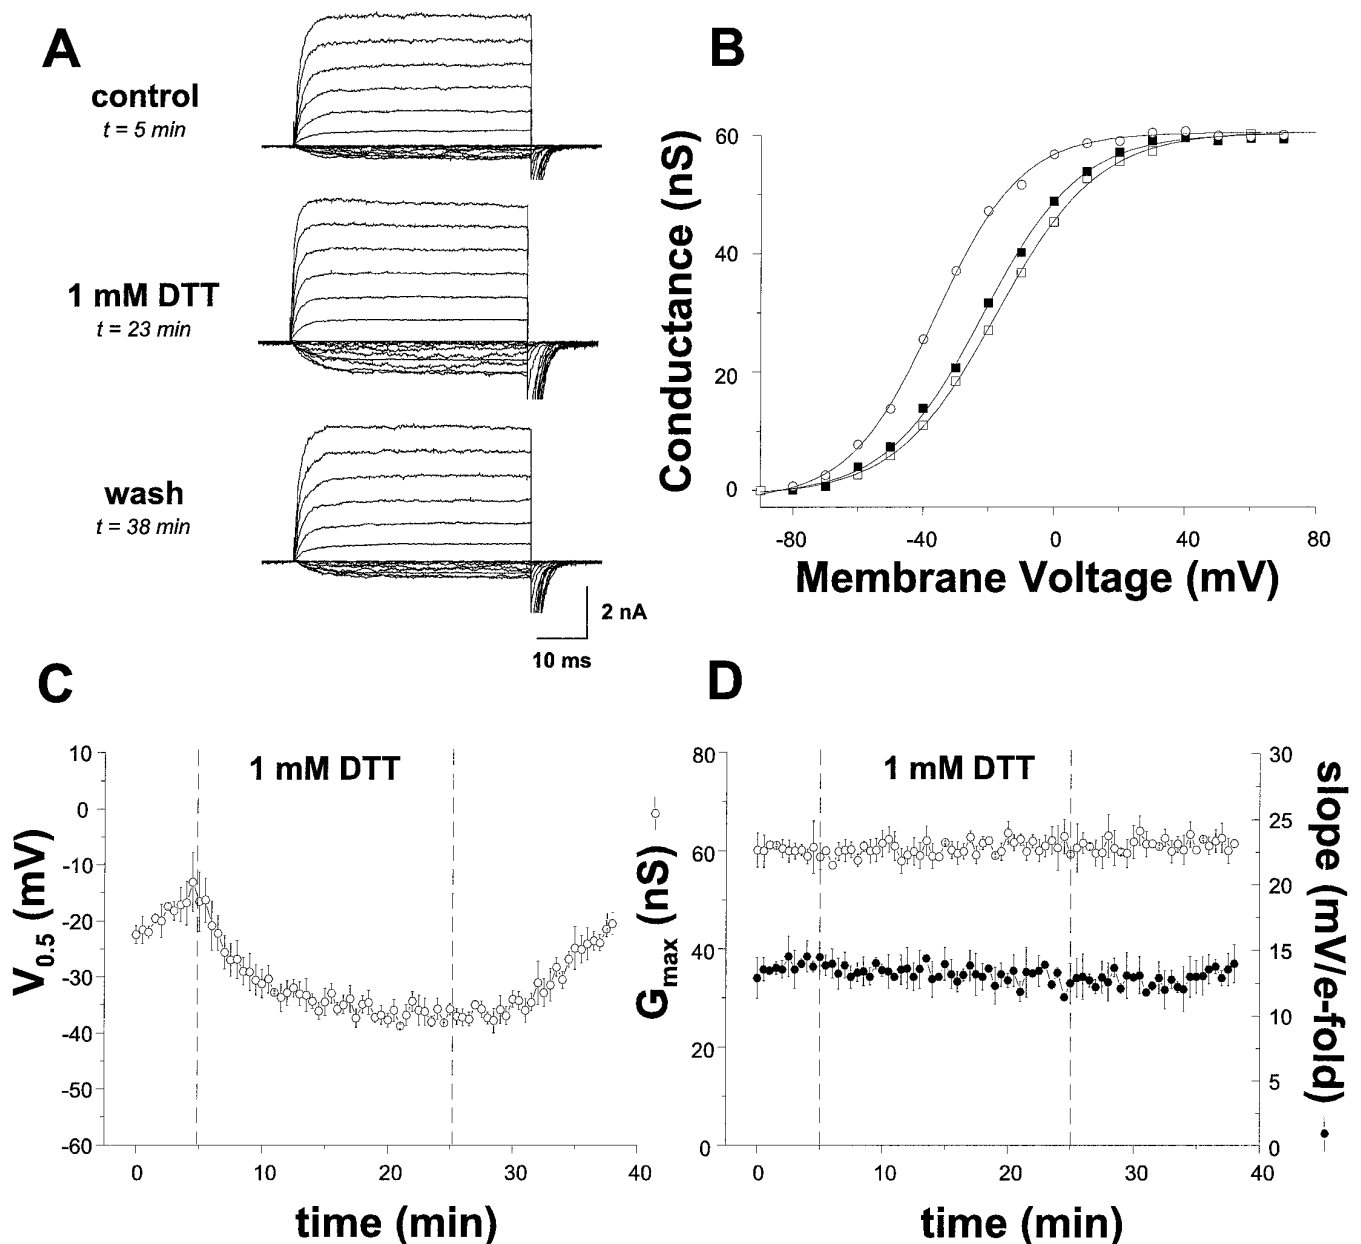 A
control
t = 5 min
1 mM DTT
t = 23 min
wash
t = 38 min
2 nA
10 ms
B
Conductance (nS)
60
40
20
0
-80
-40
0
40
80
Membrane Voltage (mV)
C
V0.5 (mV)
10
0
-10
-20
-30
-40
-50
-60
1 mM DTT
0
10
20
30
40
time (min)
D
Gmax (nS)
80
60
40
20
0
1 mM DTT
30
25
20
15
10
5
0
slope (mV/e-fold)
0
10
20
30
40
time (min)